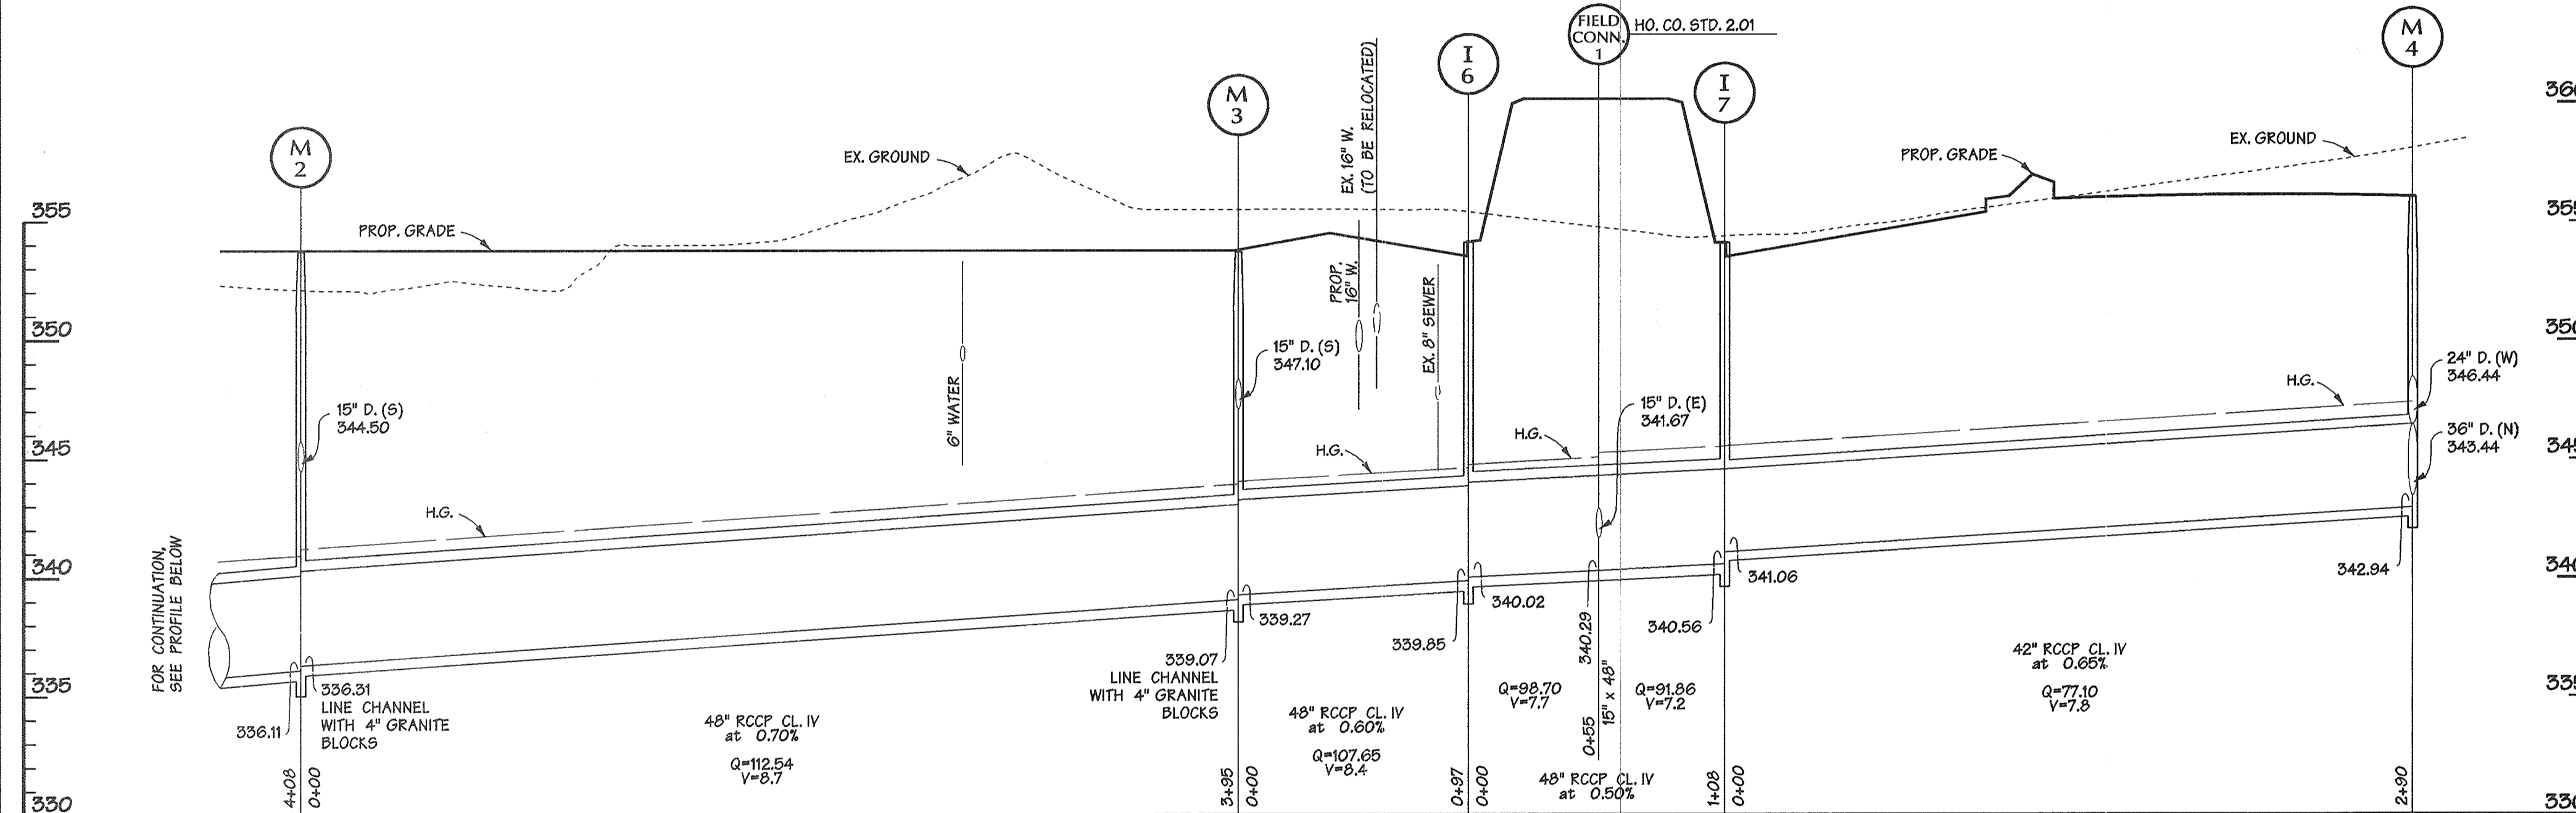 M
2
M
3
I
6
FIELD
CONN.
1
HO. CO. STD. 2.01
I
7
M
4
355
350
345
340
335
330
PROP. GRADE
EX. GROUND
EX. 16" W.
(TO BE RELOCATED)
PROP.
16" W.
EX. 8" SEWER
6" WATER
PROP. GRADE
EX. GROUND
15" D. (S)
344.50
15" D. (S)
347.10
15" D. (E)
341.67
24" D. (W)
346.44
36" D. (N)
343.44
H.G.
H.G.
H.G.
H.G.
FOR CONTINUATION,
SEE PROFILE BELOW
336.11
336.31
LINE CHANNEL
WITH 4" GRANITE
BLOCKS
48" RCCP CL. IV
at 0.70%
Q=112.54
V=8.7
339.07
LINE CHANNEL
WITH 4" GRANITE
BLOCKS
339.27
48" RCCP CL. IV
at 0.60%
Q=107.65
V=8.4
339.85
340.02
Q=98.70
V=7.7
340.29
15" x 48"
0+55
Q=91.86
V=7.2
48" RCCP CL. IV
at 0.50%
340.56
341.06
42" RCCP CL. IV
at 0.65%
Q=77.10
V=7.8
342.94
4+08
0+00
3+95
0+00
0+97
0+00
1+08
0+00
2+90